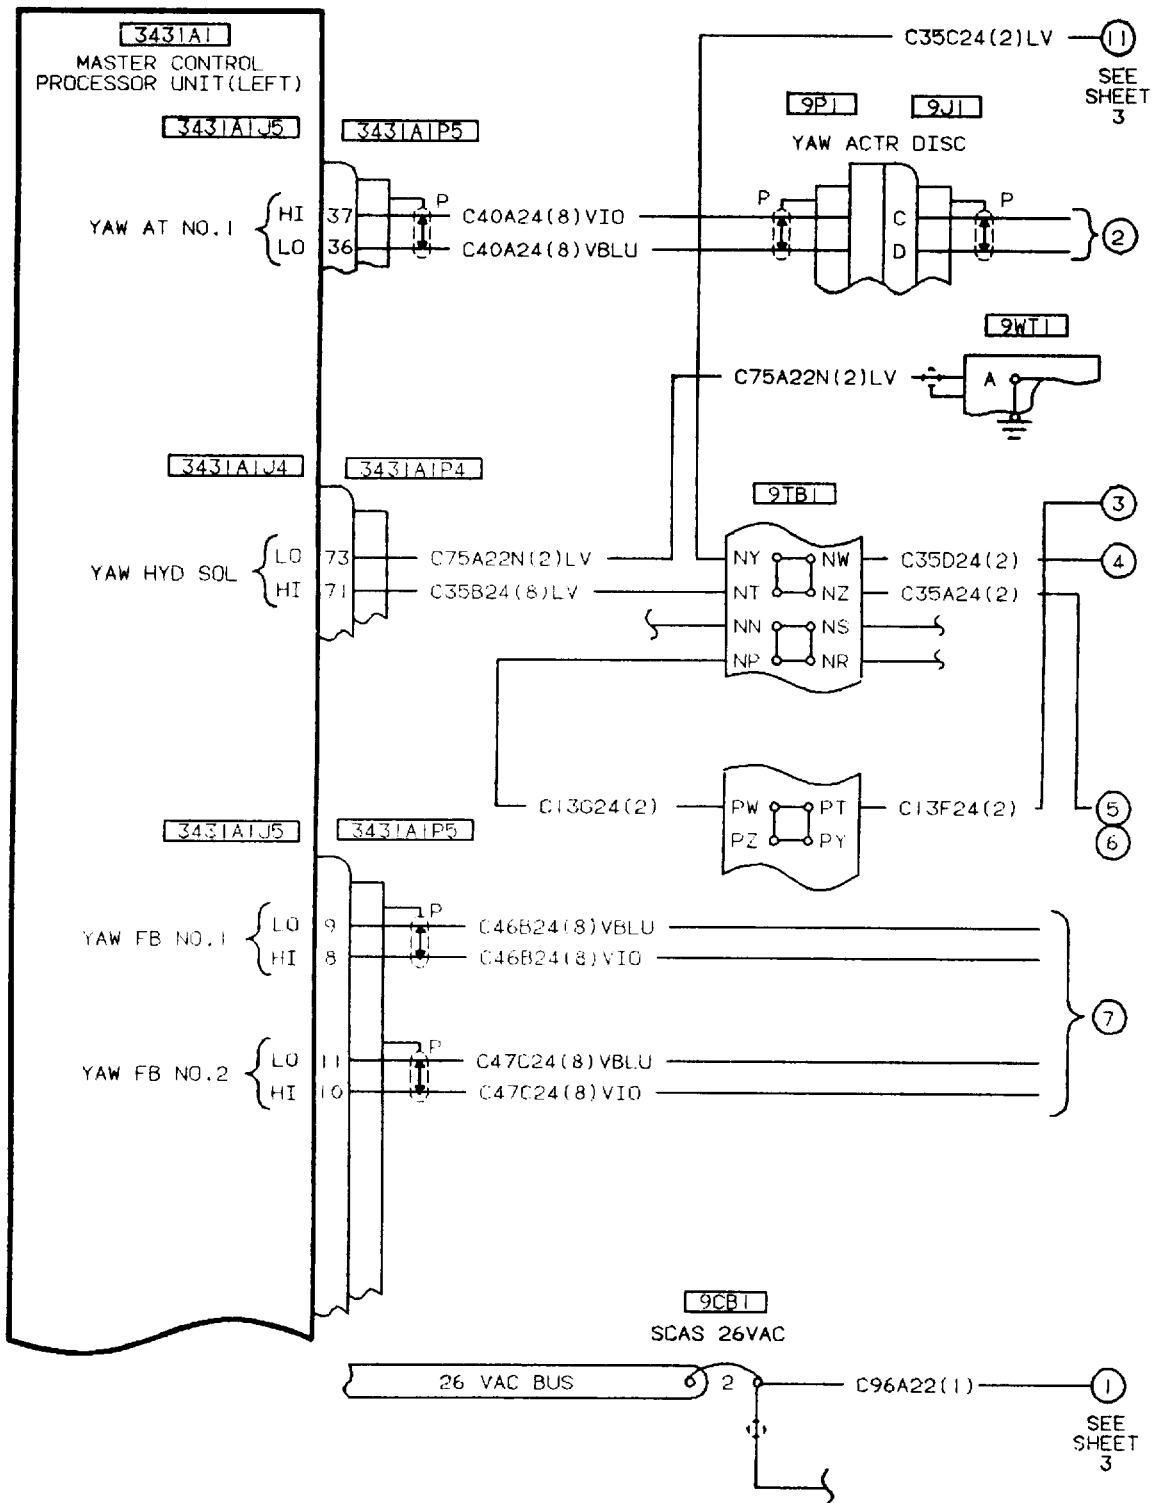 3431A1
MASTER CONTROL
PROCESSOR UNIT(LEFT)
C35C24(2)LV
11
SEE
SHEET
3
3431A1J5
3431A1P5
9P1
9J1
YAW ACTR DISC
YAW AT NO.1
HI
37
P
C40A24(8)VIO
P
C
P
LO
36
C40A24(8)VBLU
D
2
9WT1
C75A22N(2)LV
A
3431A1J4
3431A1P4
9TB1
3
YAW HYD SOL
LO
73
C75A22N(2)LV
NY
NW
C35D24(2)
4
HI
71
C35B24(8)LV
NT
NZ
C35A24(2)
NN
NS
NP
NR
C13G24(2)
PW
PT
C13F24(2)
5
PZ
PY
6
3431A1J5
3431A1P5
YAW FB NO.1
LO
9
P
C46B24(8)VBLU
HI
8
C46B24(8)VIO
7
YAW FB NO.2
LO
11
P
C47C24(8)VBLU
HI
10
C47C24(8)VIO
9CB1
SCAS 26VAC
26 VAC BUS
2
C96A22(1)
1
SEE
SHEET
3